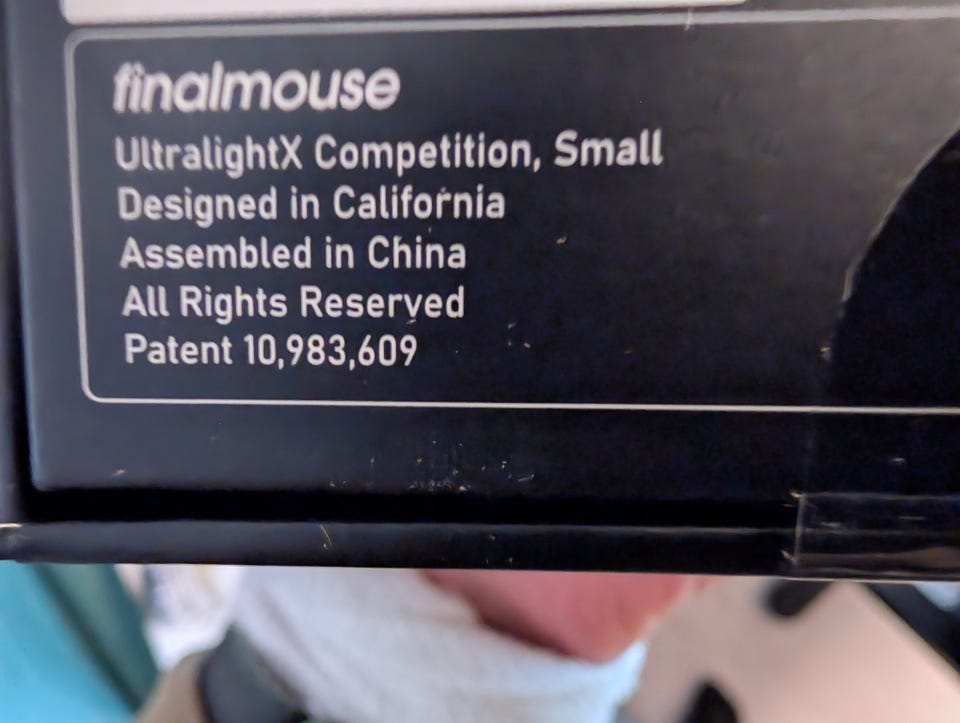 finalmouse
UltralightX Competition, Small
Designed in California
Assembled in China
All Rights Reserved
Patent 10,983,609